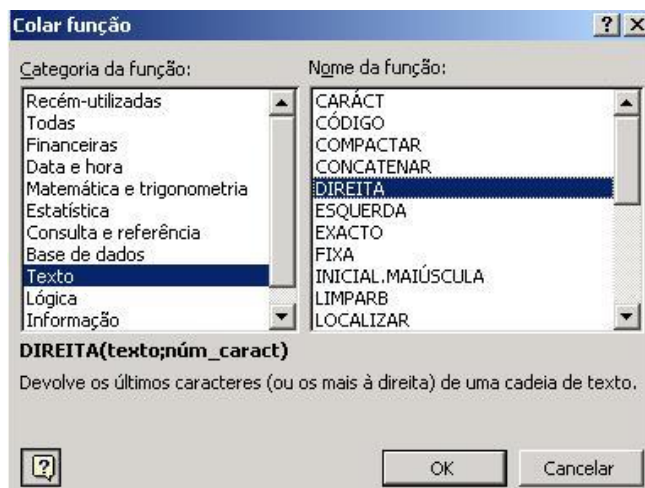 Colar função
Categoria da função:
Recém-utilizadas
Todas
Financeiras
Data e hora
Matemática e trigonometria
Estatística
Consulta e referência
Base de dados
Texto
Lógica
Informação
Nome da função:
CARÁCT
CÓDIGO
COMPACTAR
CONCATENAR
DIREITA
ESQUERDA
EXACTO
FIXA
INICIAL.MAIÚSCULA
LIMPARB
LOCALIZAR
DIREITA(texto;núm_caract)
Devolve os últimos caracteres (ou os mais à direita) de uma cadeia de texto.
OK
Cancelar